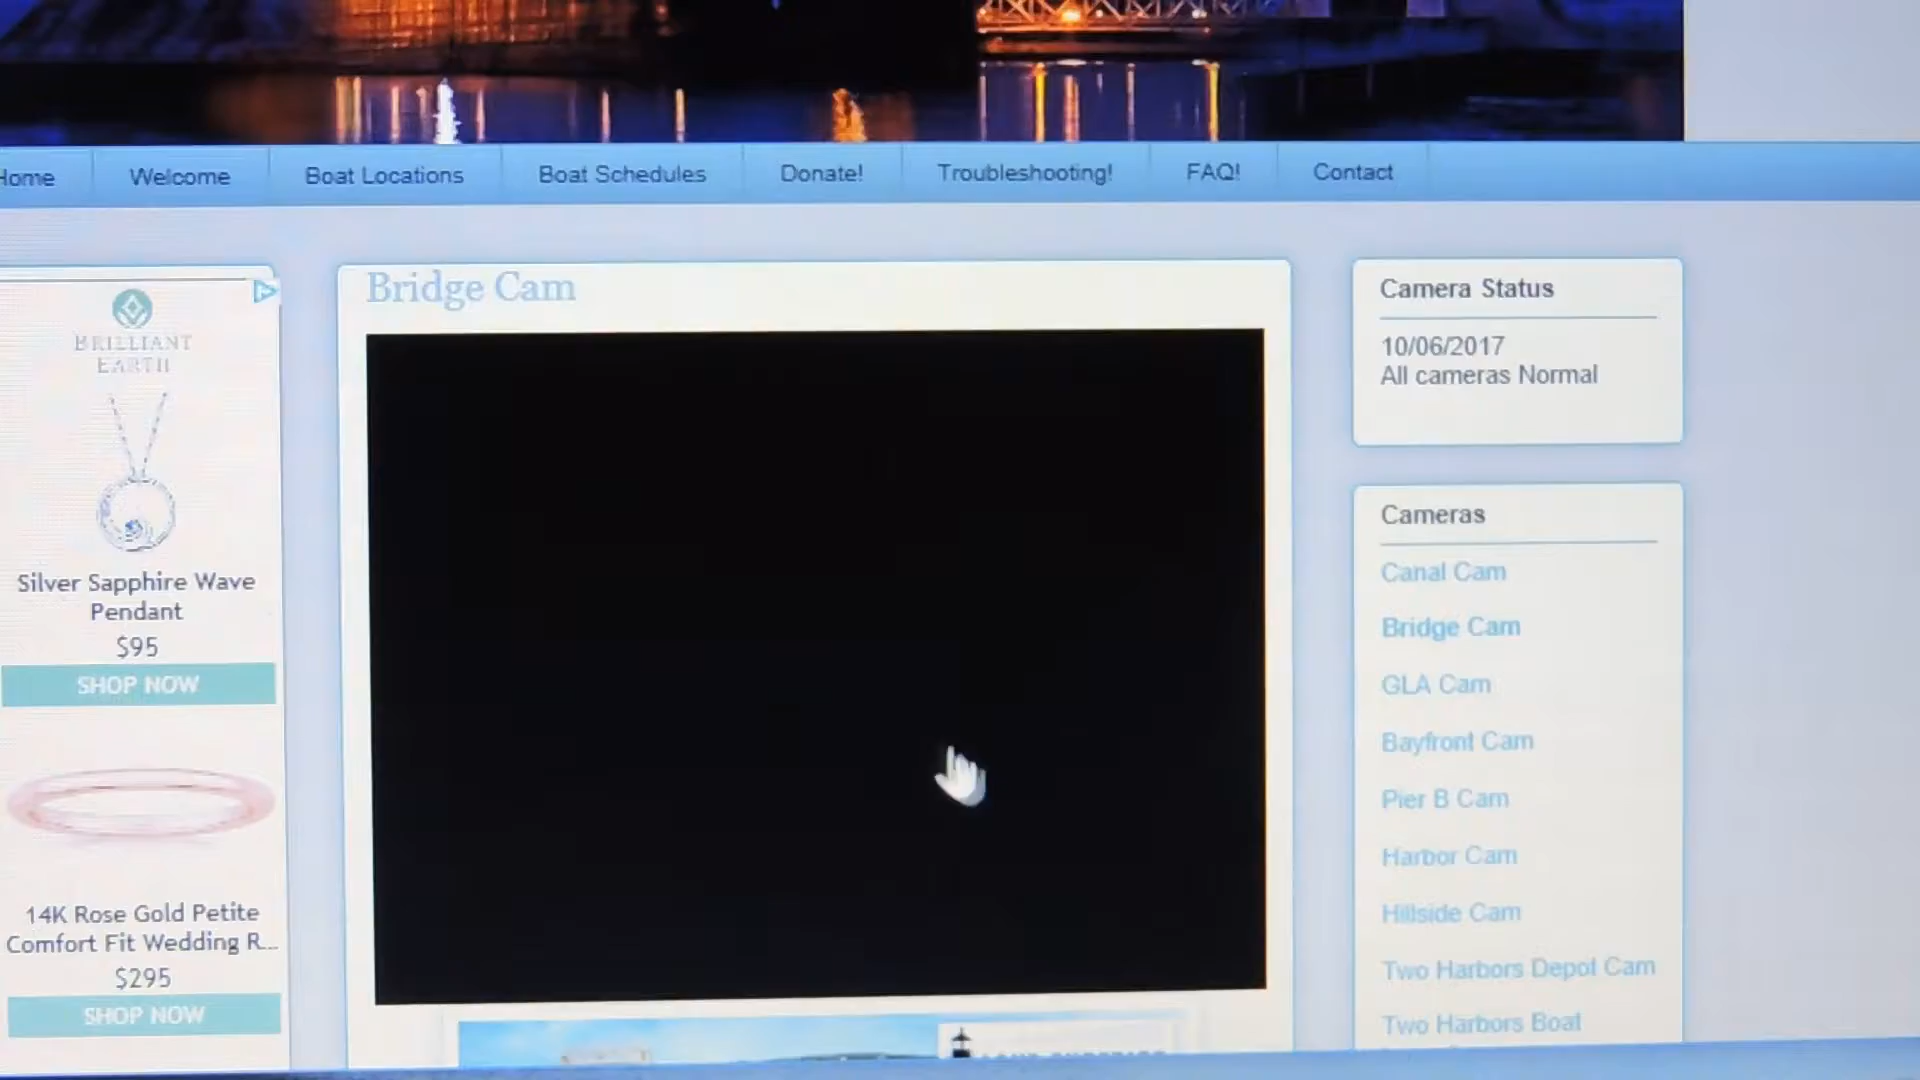 Home Welcome Boat Locations Boat Schedules Donate! Troubleshooting! FAQ! Contact
BRILLIANT
EARTH
Silver Sapphire Wave
Pendant
$95
SHOP NOW
14K Rose Gold Petite
Comfort Fit Wedding R...
$295
SHOP NOW
Bridge Cam
Camera Status
10/06/2017
All cameras Normal
Cameras
Canal Cam
Bridge Cam
GLA Cam
Bayfront Cam
Pier B Cam
Harbor Cam
Hillside Cam
Two Harbors Depot Cam
Two Harbors Boat